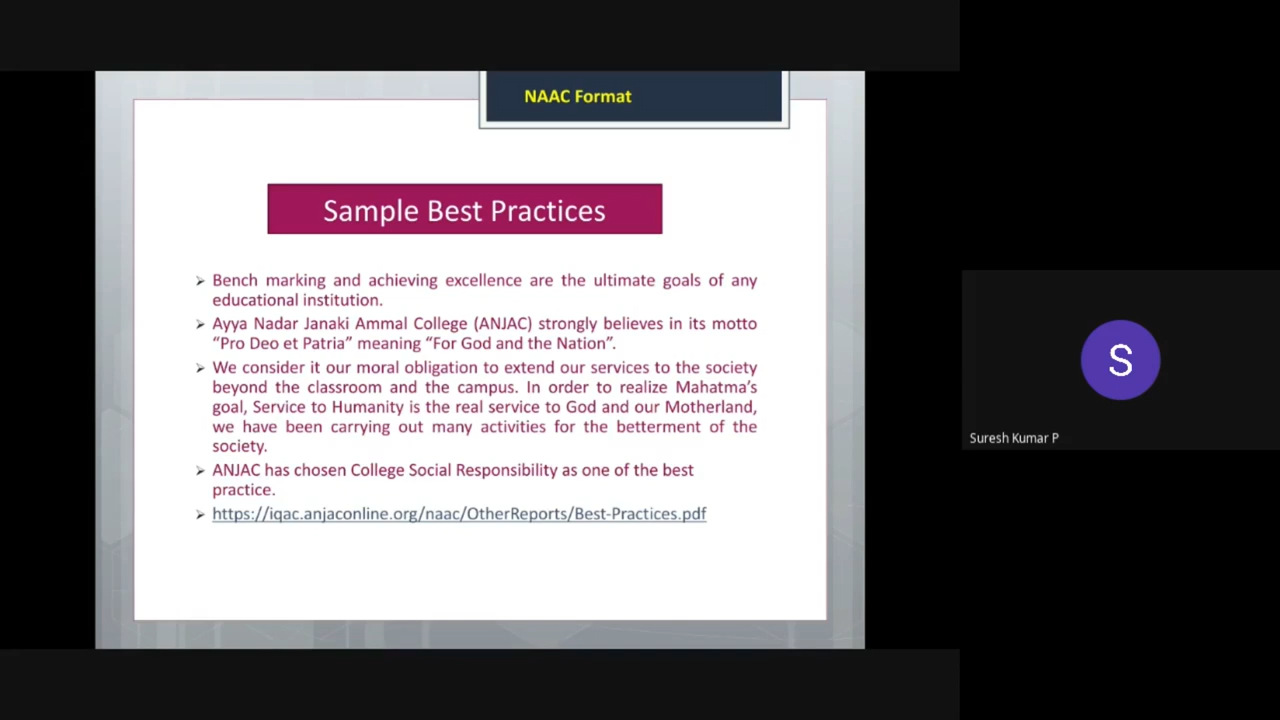 NAAC Format
Sample Best Practices
➢ Bench marking and achieving excellence are the ultimate goals of any
educational institution.
➢ Ayya Nadar Janaki Ammal College (ANJAC) strongly believes in its motto
“Pro Deo et Patria” meaning “For God and the Nation”.
➢ We consider it our moral obligation to extend our services to the society
beyond the classroom and the campus. In order to realize Mahatma’s
goal, Service to Humanity is the real service to God and our Motherland,
we have been carrying out many activities for the betterment of the
society.
➢ ANJAC has chosen College Social Responsibility as one of the best
practice.
➢ https://iqac.anjaconline.org/naac/OtherReports/Best-Practices.pdf
S
Suresh Kumar P